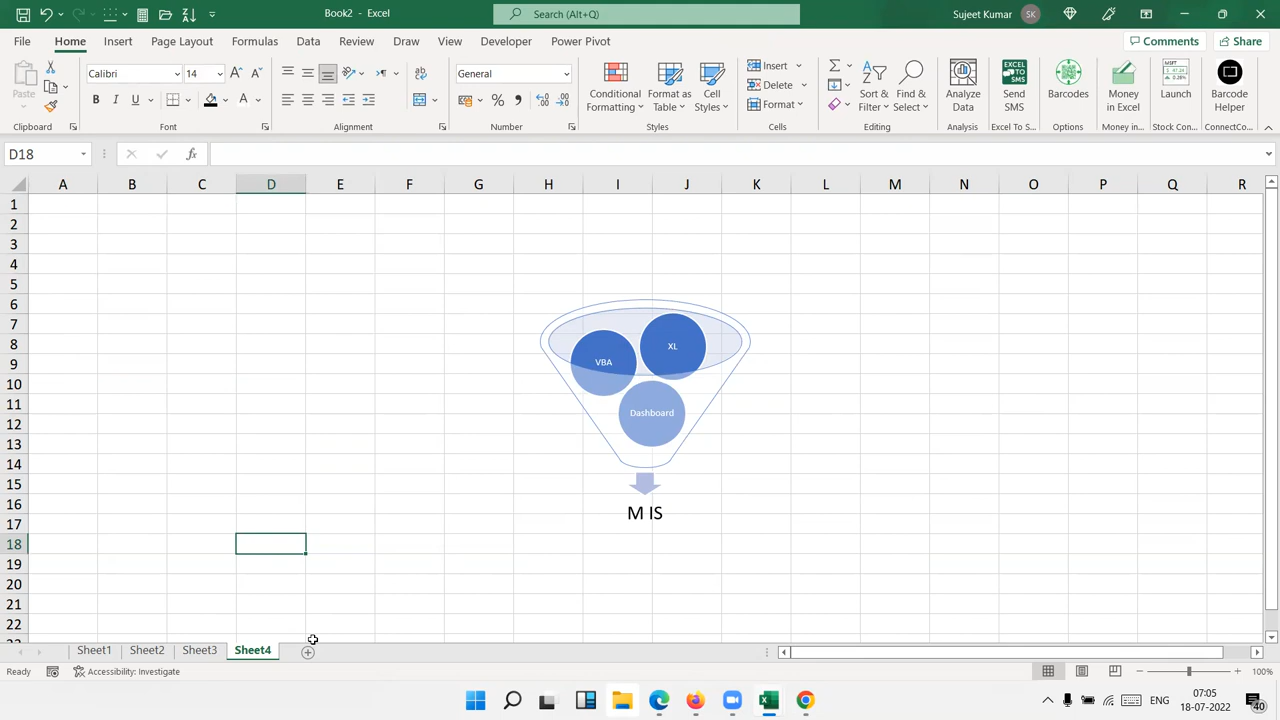 Book2 - Excel
Search (Alt+Q)
Sujeet Kumar
SK
File
Home
Insert
Page Layout
Formulas
Data
Review
View
Developer
Power Pivot
Comments
Share
Paste
Calibri
14
B I U
General
Conditional Formatting
Format as Table
Cell Styles
Insert
Delete
Format
Sort & Filter
Find & Select
Analyze Data
Send SMS
Barcodes
Money in Excel
Launch
Barcode Helper
Clipboard
Font
Alignment
Number
Styles
Cells
Editing
Analysis
Excel To S...
Options
Money in...
Stock Con...
ConnectCo...
D18
fx
A B C D E F G H I J K L M N O P Q R
1
2
3
4
5
6
7
8
9
10
11
12
13
14
15
16
17
18
19
20
21
22
VBA
XL
Dashboard
M IS
Sheet1
Sheet2
Sheet3
Sheet4
Ready
Accessibility: Investigate
100%
ENG
07:05
18-07-2022
40